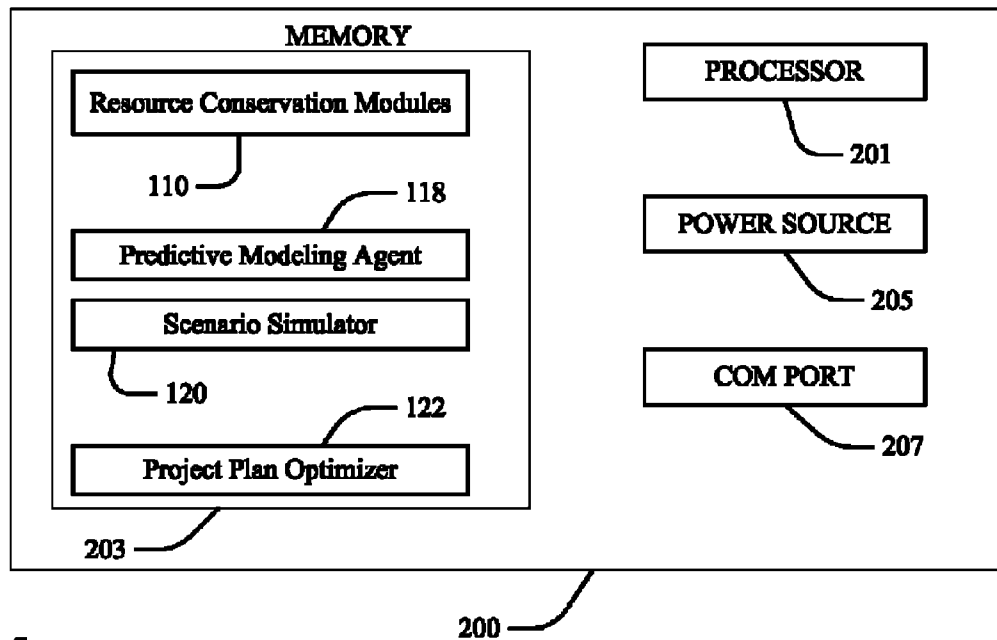 MEMORY
Resource Conservation Modules
110
118
Predictive Modeling Agent
Scenario Simulator
120
122
Project Plan Optimizer
203
PROCESSOR
201
POWER SOURCE
205
COM PORT
207
200